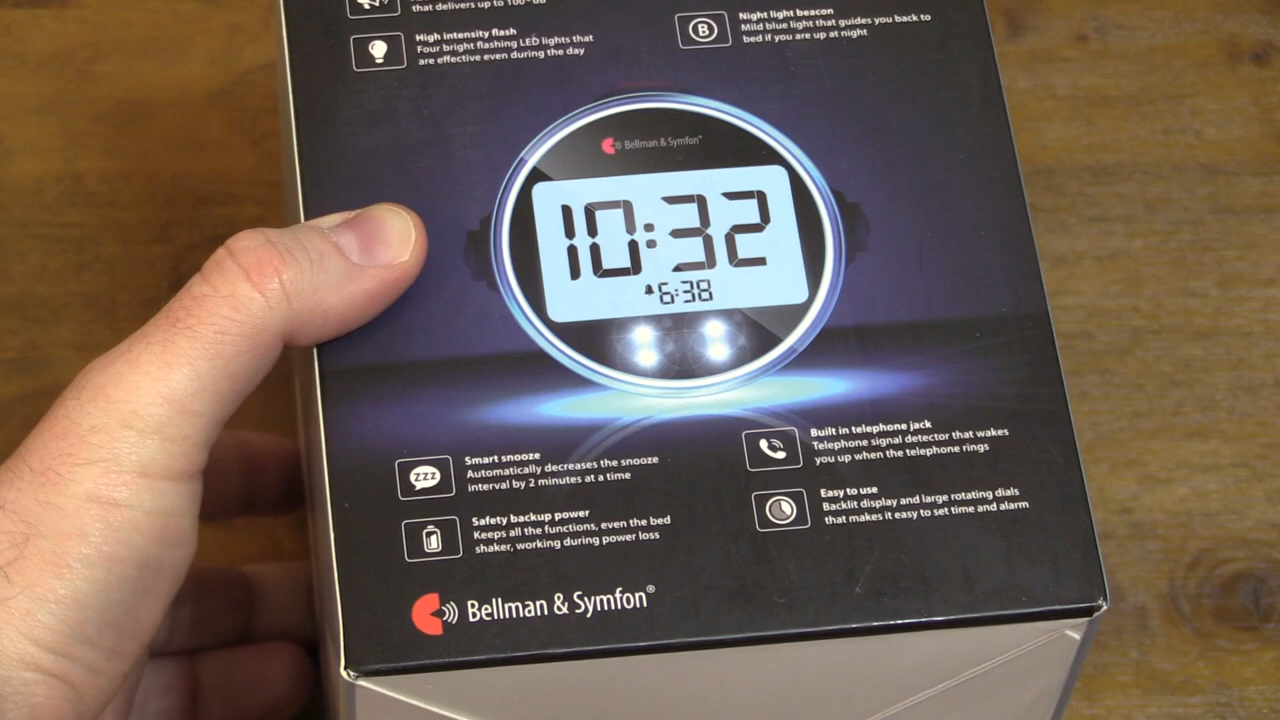 that delivers up to 100+ dB
High intensity flash
Four bright flashing LED lights that
are effective even during the day
B
Night light beacon
Mild blue light that guides you back to
bed if you are up at night
Bellman & Symfon™
10:32
6:38
zzz
Smart snooze
Automatically decreases the snooze
interval by 2 minutes at a time
Safety backup power
Keeps all the functions, even the bed
shaker, working during power loss
Built in telephone jack
Telephone signal detector that wakes
you up when the telephone rings
Easy to use
Backlit display and large rotating dials
that makes it easy to set time and alarm
Bellman & Symfon®